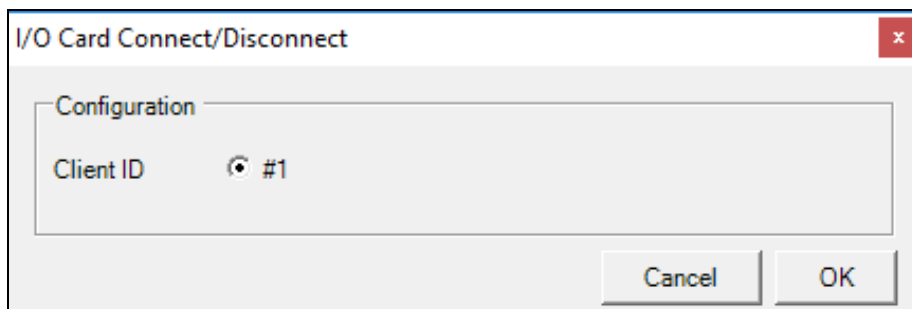 I/O Card Connect/Disconnect
x
Configuration
Client ID #1
Cancel OK